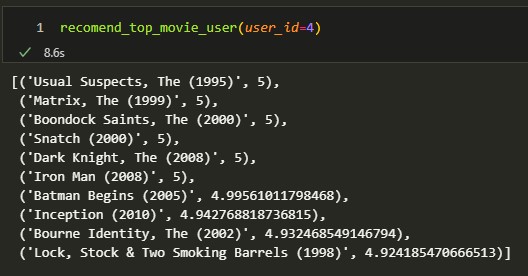 1 recomend_top_movie_user(user_id=4)
8.6s
[('Usual Suspects, The (1995)', 5),
('Matrix, The (1999)', 5),
('Boondock Saints, The (2000)', 5),
('Snatch (2000)', 5),
('Dark Knight, The (2008)', 5),
('Iron Man (2008)', 5),
('Batman Begins (2005)', 4.99561011798468),
('Inception (2010)', 4.942768818736815),
('Bourne Identity, The (2002)', 4.932468549146794),
('Lock, Stock & Two Smoking Barrels (1998)', 4.924185470666513)]